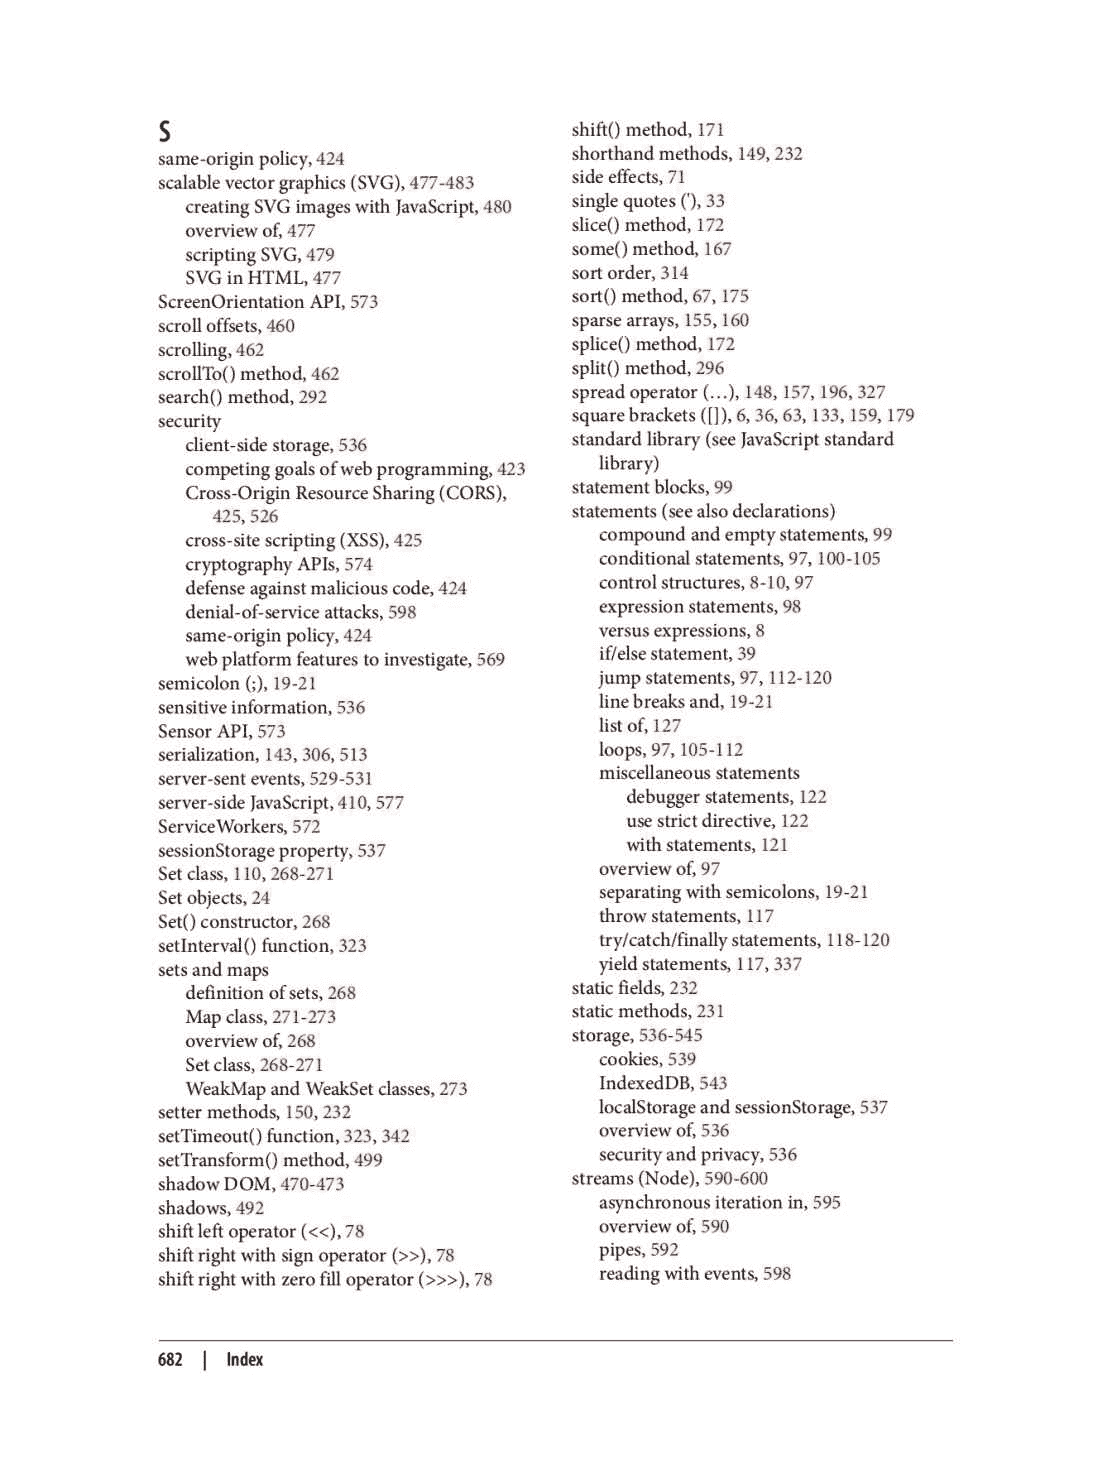 S
same-origin policy, 424
scalable vector graphics (SVG), 477-483
creating SVG images with JavaScript, 480
overview of, 477
scripting SVG, 479
SVG in HTML, 477
ScreenOrientation API, 573
scroll offsets, 460
scrolling, 462
scrollTo() method, 462
search() method, 292
security
client-side storage, 536
competing goals of web programming, 423
Cross-Origin Resource Sharing (CORS),
425, 526
cross-site scripting (XSS), 425
cryptography APIs, 574
defense against malicious code, 424
denial-of-service attacks, 598
same-origin policy, 424
web platform features to investigate, 569
semicolon (;), 19-21
sensitive information, 536
Sensor API, 573
serialization, 143, 306, 513
server-sent events, 529-531
server-side JavaScript, 410, 577
ServiceWorkers, 572
sessionStorage property, 537
Set class, 110, 268-271
Set objects, 24
Set() constructor, 268
setInterval() function, 323
sets and maps
definition of sets, 268
Map class, 271-273
overview of, 268
Set class, 268-271
WeakMap and WeakSet classes, 273
setter methods, 150, 232
setTimeout() function, 323, 342
setTransform() method, 499
shadow DOM, 470-473
shadows, 492
shift left operator (<<), 78
shift right with sign operator (>>), 78
shift right with zero fill operator (>>>), 78
shift() method, 171
shorthand methods, 149, 232
side effects, 71
single quotes ('), 33
slice() method, 172
some() method, 167
sort order, 314
sort() method, 67, 175
sparse arrays, 155, 160
splice() method, 172
split() method, 296
spread operator (…), 148, 157, 196, 327
square brackets ([]), 6, 36, 63, 133, 159, 179
standard library (see JavaScript standard
library)
statement blocks, 99
statements (see also declarations)
compound and empty statements, 99
conditional statements, 97, 100-105
control structures, 8-10, 97
expression statements, 98
versus expressions, 8
if/else statement, 39
jump statements, 97, 112-120
line breaks and, 19-21
list of, 127
loops, 97, 105-112
miscellaneous statements
debugger statements, 122
use strict directive, 122
with statements, 121
overview of, 97
separating with semicolons, 19-21
throw statements, 117
try/catch/finally statements, 118-120
yield statements, 117, 337
static fields, 232
static methods, 231
storage, 536-545
cookies, 539
IndexedDB, 543
localStorage and sessionStorage, 537
overview of, 536
security and privacy, 536
streams (Node), 590-600
asynchronous iteration in, 595
overview of, 590
pipes, 592
reading with events, 598
682 | Index